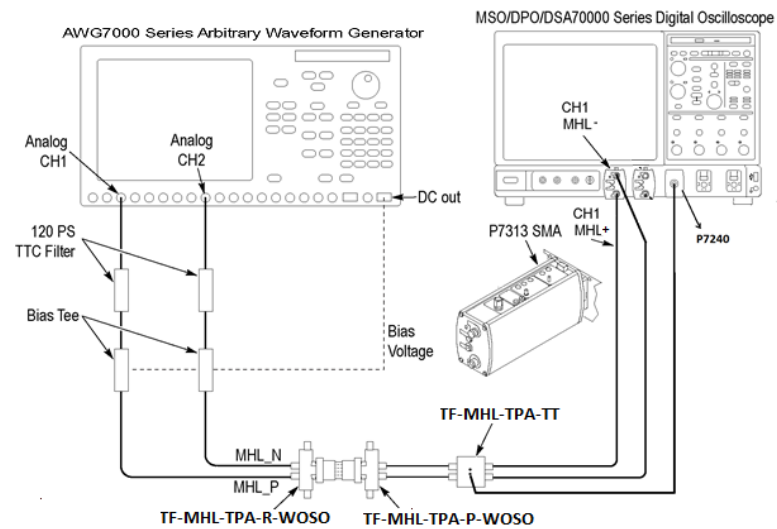 AWG7000 Series Arbitrary Waveform Generator
MSO/DPO/DSA70000 Series Digital Oscilloscope
Analog
CH1
Analog
CH2
DC out
CH1
MHL-
CH1
MHL+
P7240
P7313 SMA
120 PS
TTC Filter
Bias Tee
Bias
Voltage
TF-MHL-TPA-TT
MHL_N
MHL_P
TF-MHL-TPA-R-WOSO
TF-MHL-TPA-P-WOSO